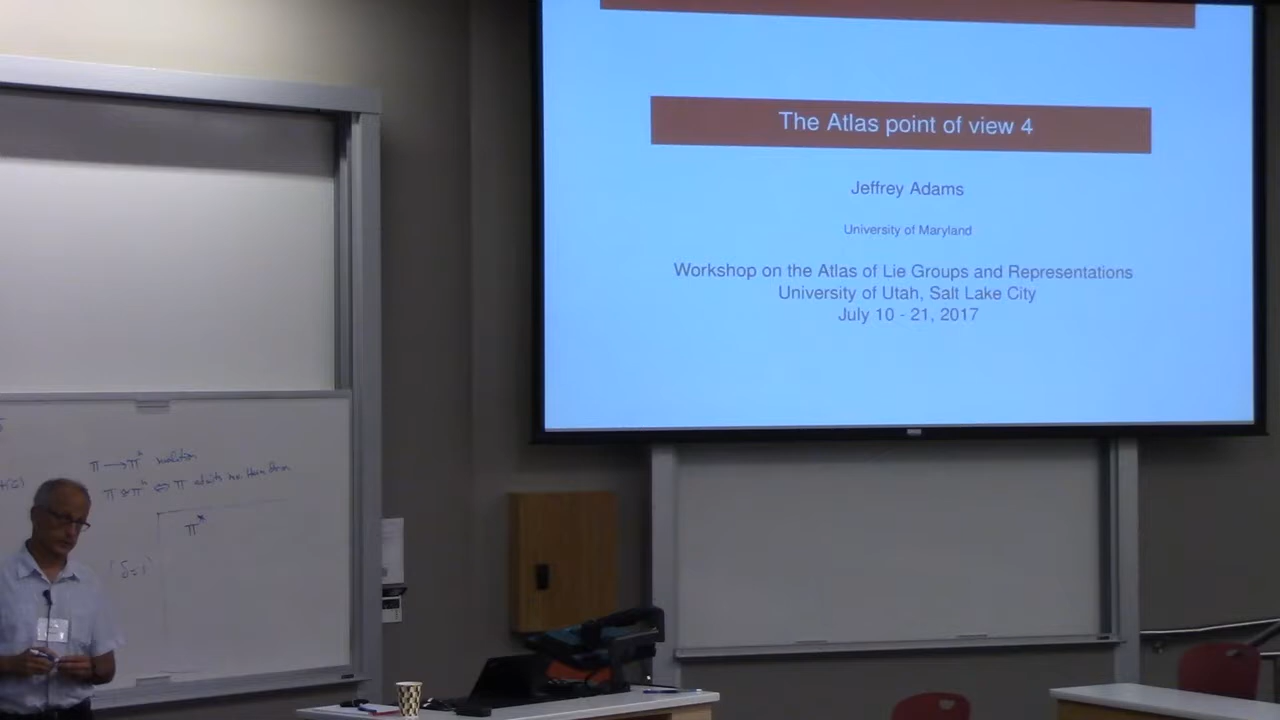 The Atlas point of view 4
Jeffrey Adams
University of Maryland
Workshop on the Atlas of Lie Groups and Representations
University of Utah, Salt Lake City
July 10 - 21, 2017
π → π^h
π ≅ π^h ⇔ π admits inv. Herm form
π*